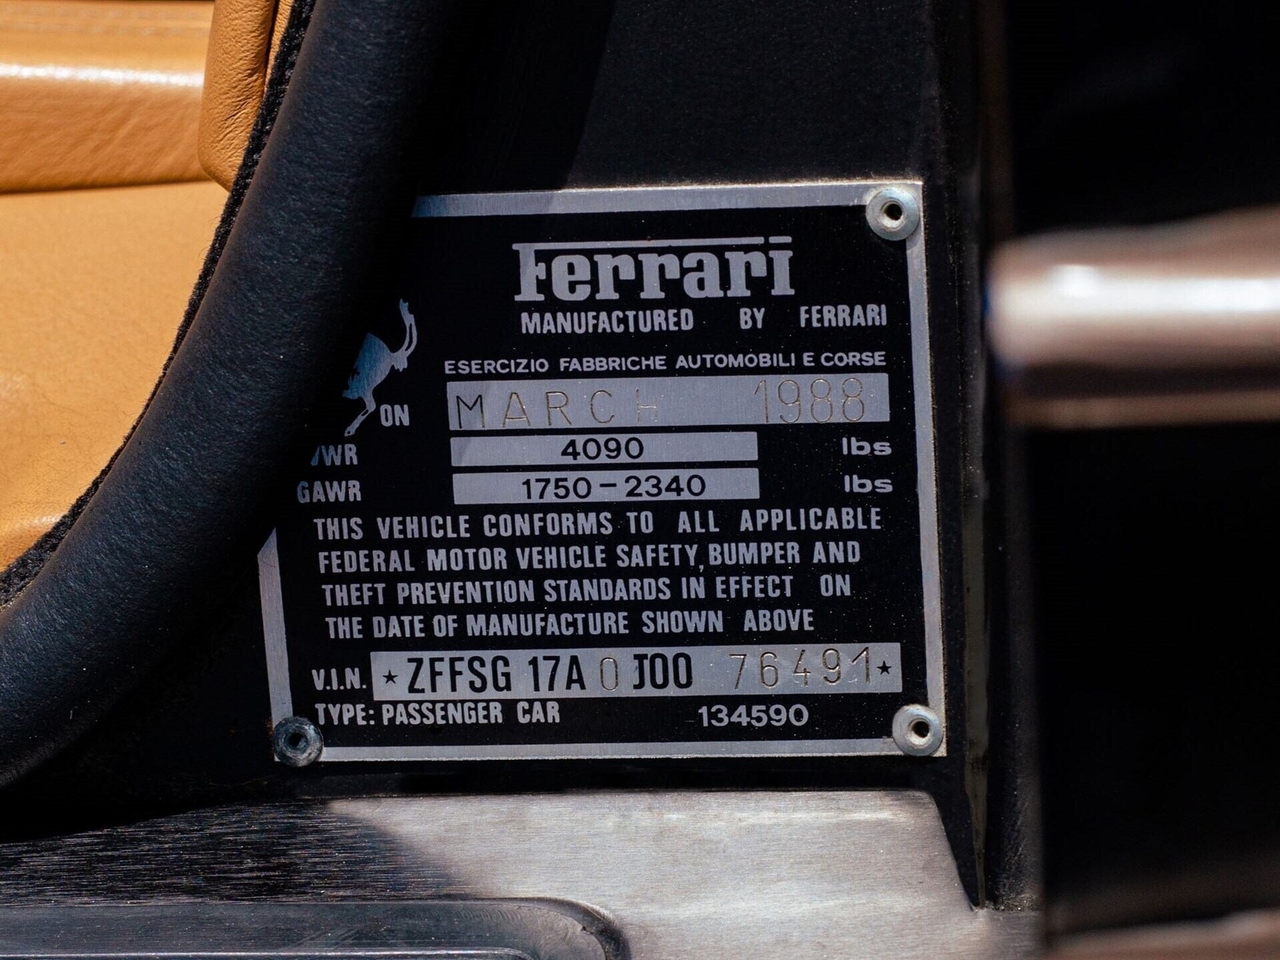 Ferrari
MANUFACTURED BY FERRARI
ESERCIZIO FABBRICHE AUTOMOBILI E CORSE
ON MARCH 1988
4090 lbs
GAWR 1750-2340 lbs
THIS VEHICLE CONFORMS TO ALL APPLICABLE
FEDERAL MOTOR VEHICLE SAFETY, BUMPER AND
THEFT PREVENTION STANDARDS IN EFFECT ON
THE DATE OF MANUFACTURE SHOWN ABOVE
V.I.N. ★ ZFFSG 17A 0 J00 76491 ★
TYPE: PASSENGER CAR 134590